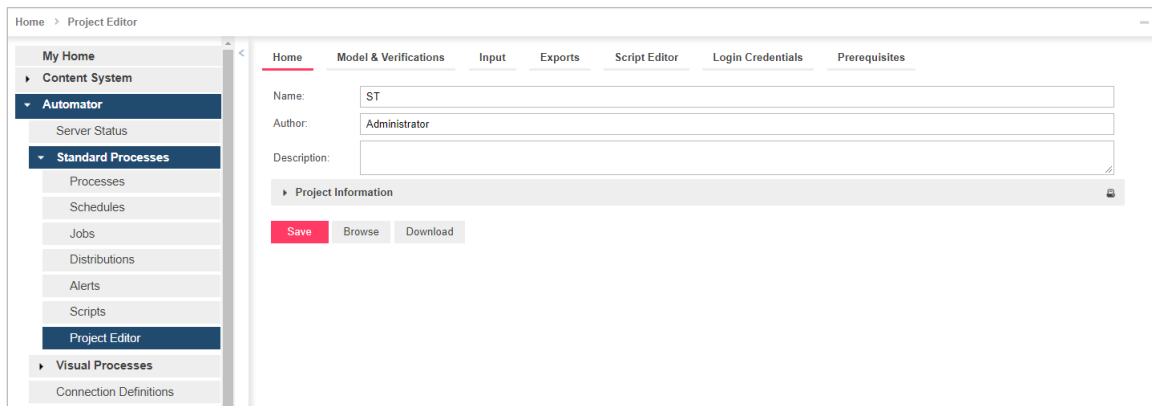 Home > Project Editor
My Home
Content System
Automator
Server Status
Standard Processes
Processes
Schedules
Jobs
Distributions
Alerts
Scripts
Project Editor
Visual Processes
Connection Definitions
Home Model & Verifications Input Exports Script Editor Login Credentials Prerequisites
Name: ST
Author: Administrator
Description:
Project Information
Save Browse Download